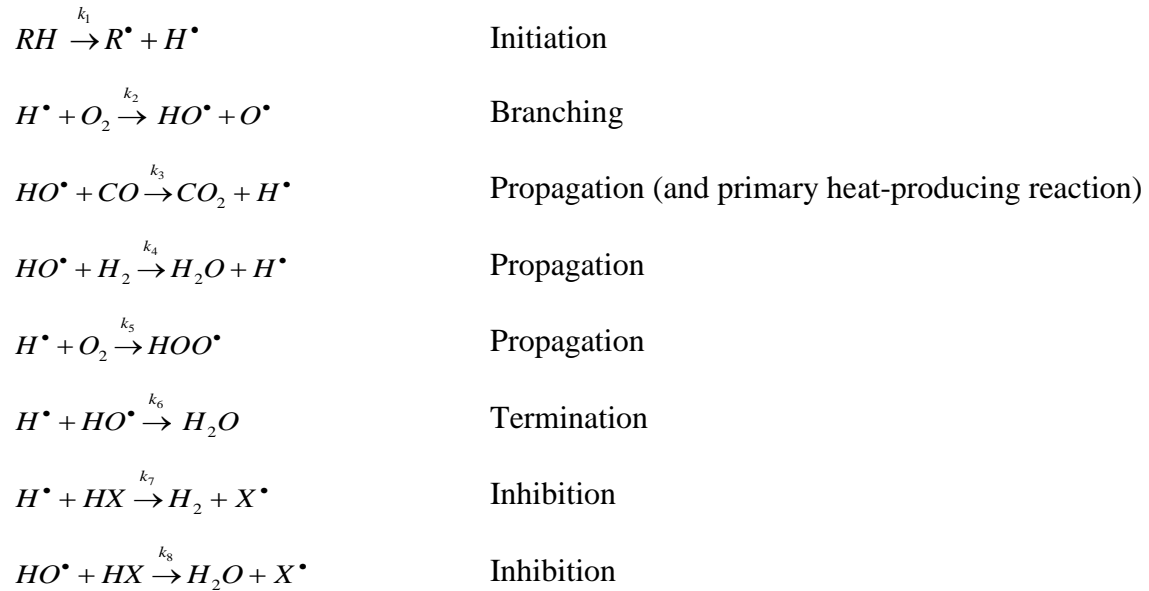 RH →k₁ R• + H• Initiation
H• + O₂ →k₂ HO• + O• Branching
HO• + CO →k₃ CO₂ + H• Propagation (and primary heat-producing reaction)
HO• + H₂ →k₄ H₂O + H• Propagation
H• + O₂ →k₅ HOO• Propagation
H• + HO• →k₆ H₂O Termination
H• + HX →k₇ H₂ + X• Inhibition
HO• + HX →k₈ H₂O + X• Inhibition